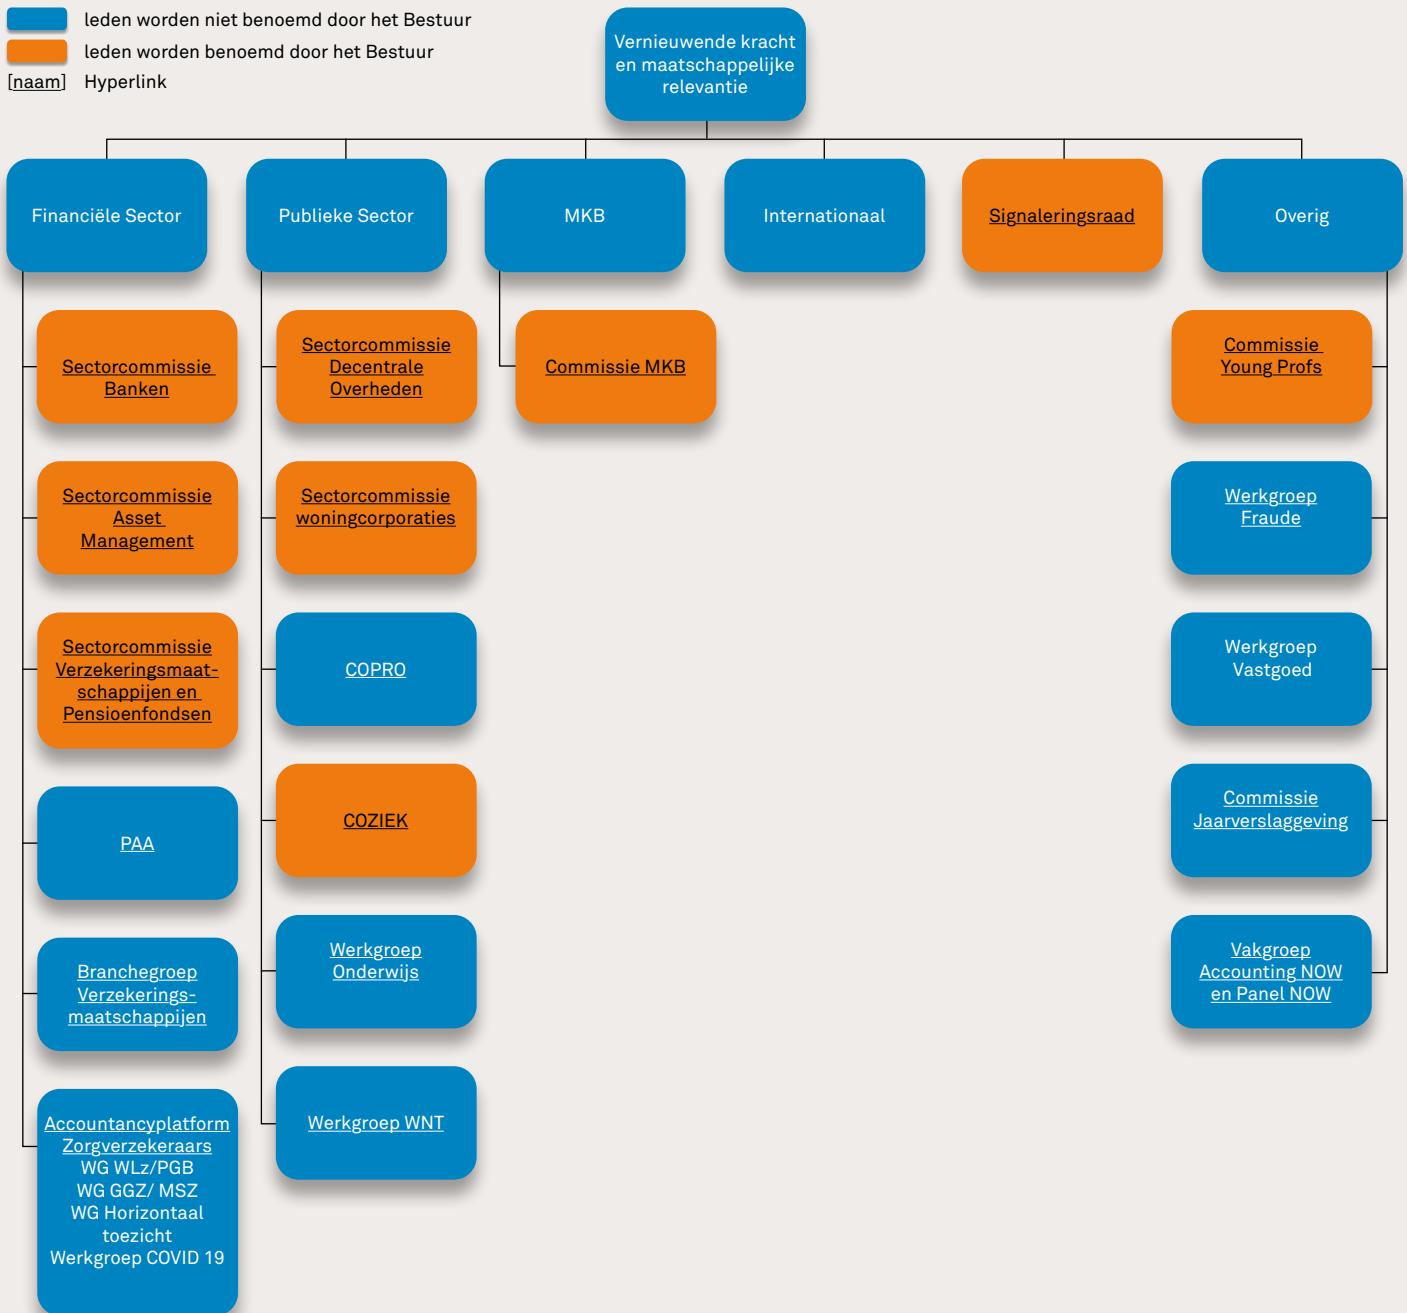 leden worden niet benoemd door het Bestuur
leden worden benoemd door het Bestuur
[naam] Hyperlink
Vernieuwende kracht
en maatschappelijke
relevantie
Financiële Sector
Publieke Sector
MKB
Internationaal
Signaleringsraad
Overig
Sectorcommissie
Banken
Sectorcommissie
Asset
Management
Sectorcommissie
Verzekeringsmaat-
schappijen en
Pensioenfondsen
PAA
Branchegroep
Verzekerings-
maatschappijen
Accountancyplatform
Zorgverzekeraars
WG WLz/PGB
WG GGZ/ MSZ
WG Horizontaal
toezicht
Werkgroep COVID 19
Sectorcommissie
Decentrale
Overheden
Sectorcommissie
woningcorporaties
COPRO
COZIEK
Werkgroep
Onderwijs
Werkgroep WNT
Commissie MKB
Commissie
Young Profs
Werkgroep
Fraude
Werkgroep
Vastgoed
Commissie
Jaarverslaggeving
Vakgroep
Accounting NOW
en Panel NOW